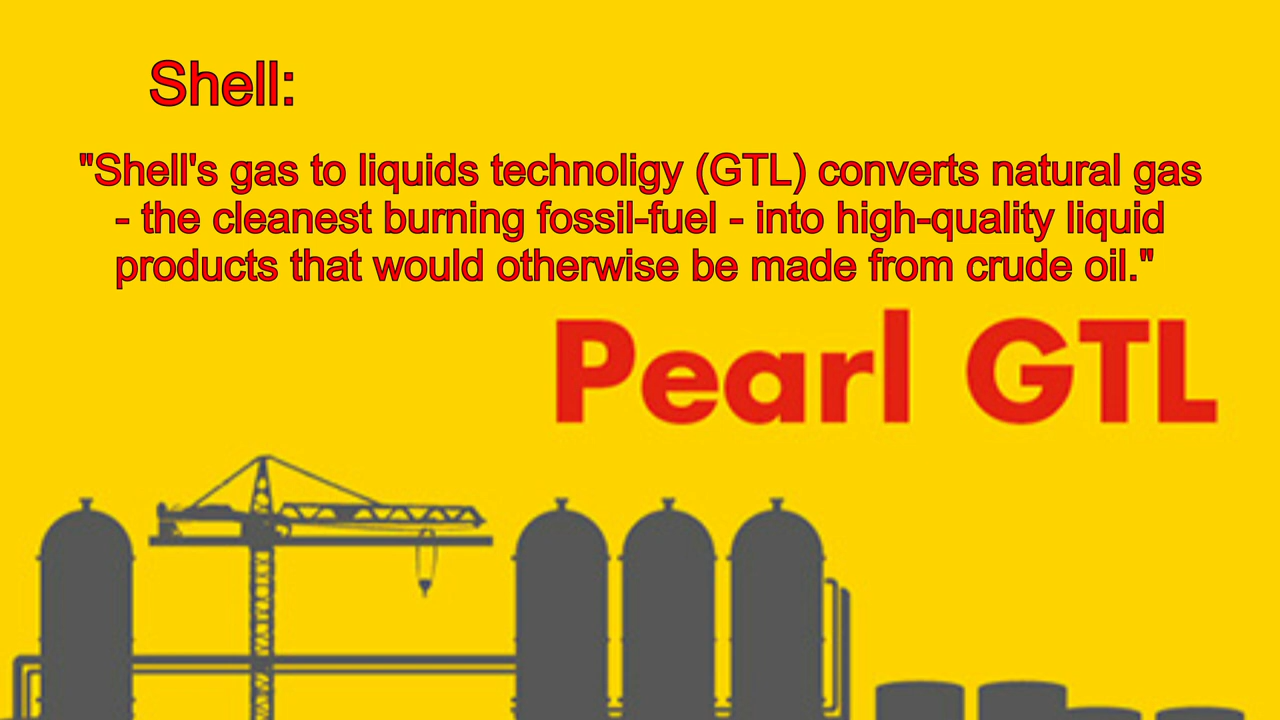 Shell:
"Shell's gas to liquids technoligy (GTL) converts natural gas
- the cleanest burning fossil-fuel - into high-quality liquid
products that would otherwise be made from crude oil."
Pearl GTL